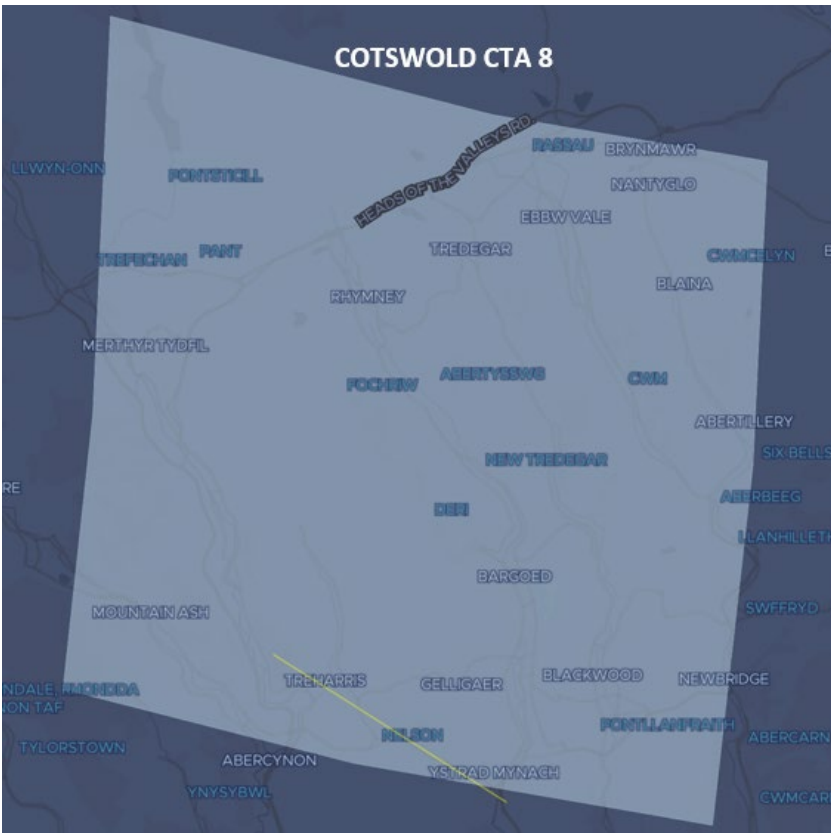 COTSWOLD CTA 8
HEADS OF THE VALLEYS RD.
RASSAU
BRYNMAWR
LLWYN-ONN
PONTSTICILL
NANTYGLO
EBBW VALE
TREFECHAN
PANT
TREDEGAR
CWMCELYN
RHYMNEY
BLAINA
MERTHYR TYDFIL
FOCHRIW
ABERTYSSWG
CWM
ABERTILLERY
SIX BELLS
NEW TREDEGAR
RE
ABERBEEG
DERI
LLANHILLETH
BARGOED
MOUNTAIN ASH
SWFFRYD
NDALE, RHONDDA
NON TAF
TREHARRIS
GELLIGAER
BLACKWOOD
NEWBRIDGE
PONTLLANFRAITH
ABERCARN
NELSON
TYLORSTOWN
ABERCYNON
YSTRAD MYNACH
YNYSYBWL
CWMCAR